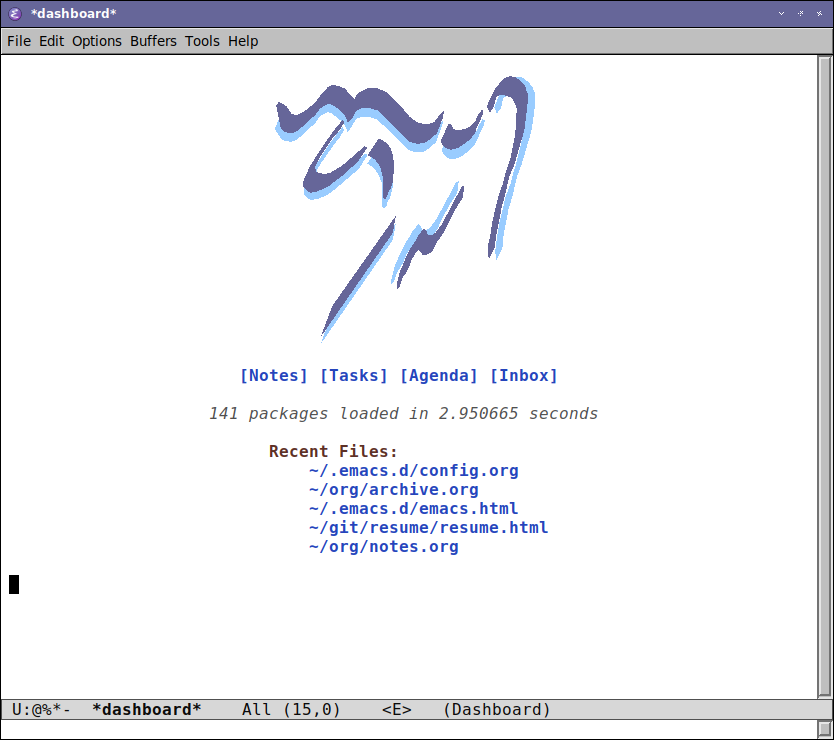 *dashboard*
File Edit Options Buffers Tools Help
[Notes] [Tasks] [Agenda] [Inbox]
141 packages loaded in 2.950665 seconds
Recent Files:
~/.emacs.d/config.org
~/org/archive.org
~/.emacs.d/emacs.html
~/git/resume/resume.html
~/org/notes.org
U:@%*-  *dashboard*    All (15,0)    <E>   (Dashboard)